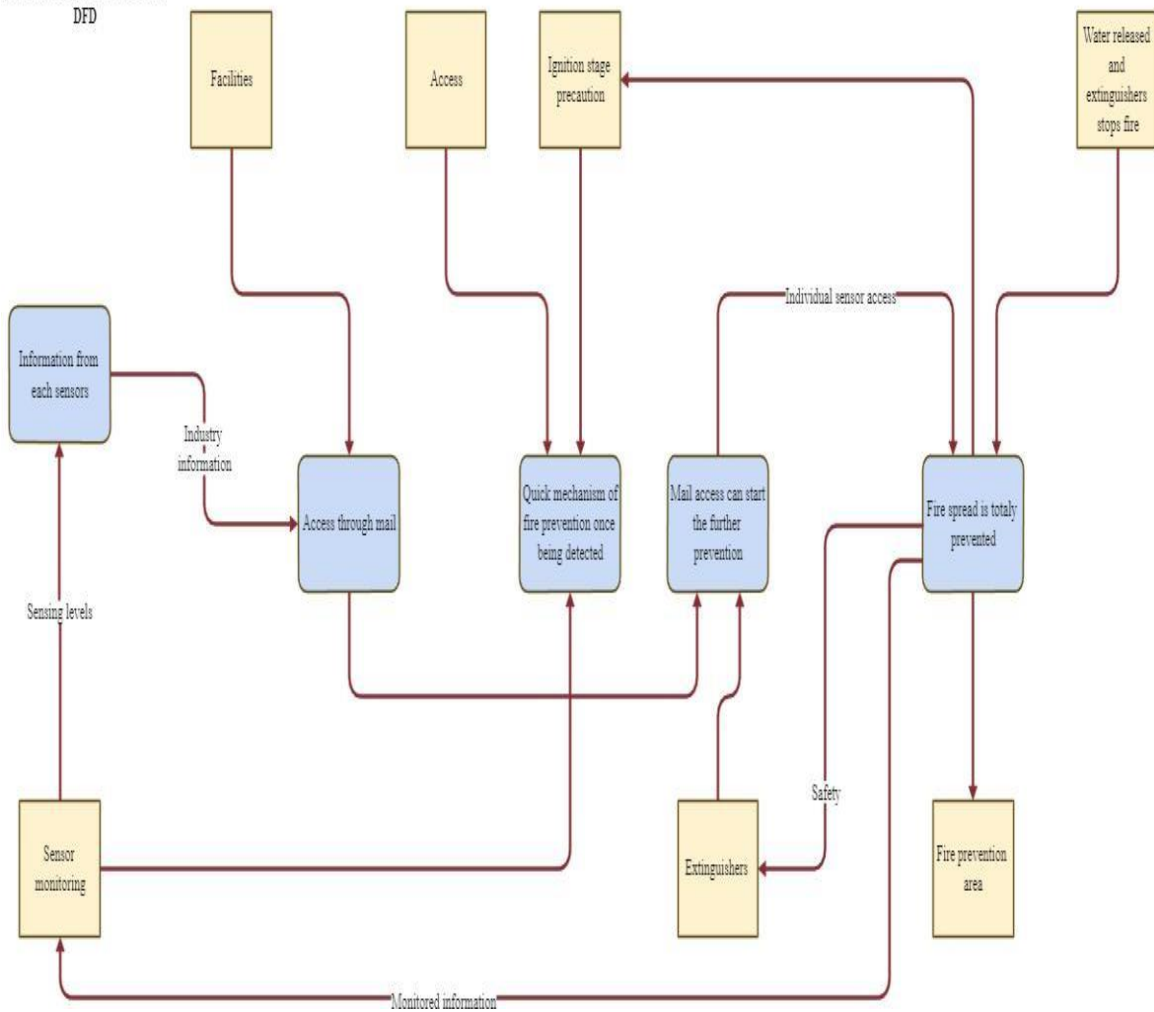 DFD
Facilities
Access
Ignition stage
precaution
Water released
and
extinguishers
stops fire
Individual sensor access
Information from
each sensors
Industry
information
Access through mail
Quick mechanism of
fire prevention once
being detected
Mail access can start
the further
prevention
Fire spread is totaly
prevented
Sensing levels
Safety
Sensor
monitoring
Extinguishers
Fire prevention
area
Monitored information